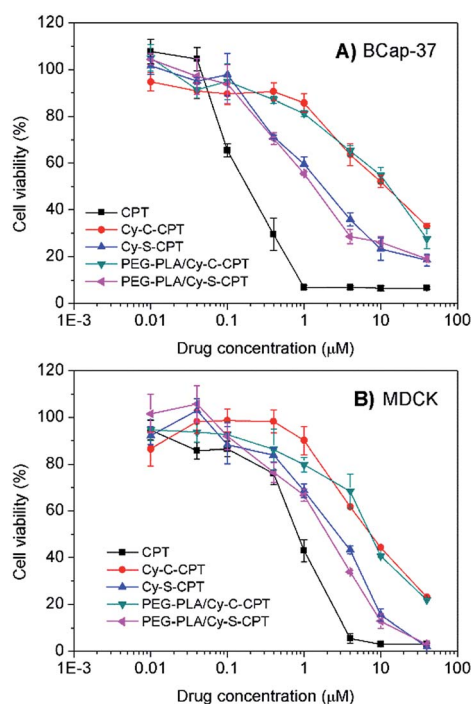 120
A) BCap-37
100
80
60
40
20
0
Cell viability (%)
CPT
Cy-C-CPT
Cy-S-CPT
PEG-PLA/Cy-C-CPT
PEG-PLA/Cy-S-CPT
1E-3 0.01 0.1 1 10 100
Drug concentration (μM)
120
B) MDCK
100
80
60
40
20
0
Cell viability (%)
CPT
Cy-C-CPT
Cy-S-CPT
PEG-PLA/Cy-C-CPT
PEG-PLA/Cy-S-CPT
1E-3 0.01 0.1 1 10 100
Drug concentration (μM)